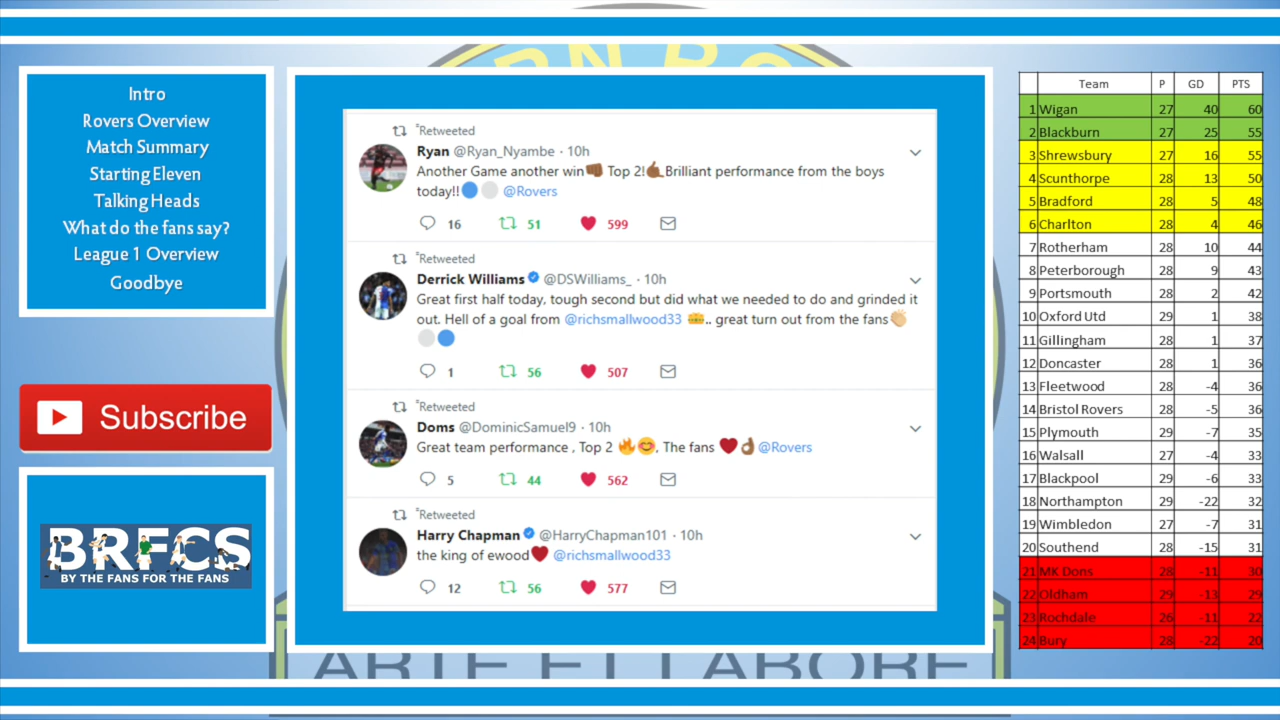 RN RO
Intro
Rovers Overview
Match Summary
Starting Eleven
Talking Heads
What do the fans say?
League 1 Overview
Goodbye
Subscribe
BRFCS
BY THE FANS FOR THE FANS
Retweeted
Ryan @Ryan_Nyambe · 10h
Another Game another win👊🏾 Top 2!🤙🏾Brilliant performance from the boys
today!!🔵⚪ @Rovers
16 51 599
Retweeted
Derrick Williams @DSWilliams_ · 10h
Great first half today, tough second but did what we needed to do and grinded it
out. Hell of a goal from @richsmallwood33 🍔.. great turn out from the fans👏🏼
⚪🔵
1 56 507
Retweeted
Doms @DominicSamuel9 · 10h
Great team performance , Top 2 🔥😊, The fans ❤👌🏾 @Rovers
5 44 562
Retweeted
Harry Chapman @HarryChapman101 · 10h
the king of ewood❤ @richsmallwood33
12 56 577
Team P GD PTS
1 Wigan 27 40 60
2 Blackburn 27 25 55
3 Shrewsbury 27 16 55
4 Scunthorpe 28 13 50
5 Bradford 28 5 48
6 Charlton 28 4 46
7 Rotherham 28 10 44
8 Peterborough 28 9 43
9 Portsmouth 28 2 42
10 Oxford Utd 29 1 38
11 Gillingham 28 1 37
12 Doncaster 28 1 36
13 Fleetwood 28 -4 36
14 Bristol Rovers 28 -5 36
15 Plymouth 29 -7 35
16 Walsall 27 -4 33
17 Blackpool 29 -6 33
18 Northampton 29 -22 32
19 Wimbledon 27 -7 31
20 Southend 28 -15 31
21 MK Dons 28 -11 30
22 Oldham 29 -13 29
23 Rochdale 26 -11 22
24 Bury 28 -22 20
ARTE ET LABORE